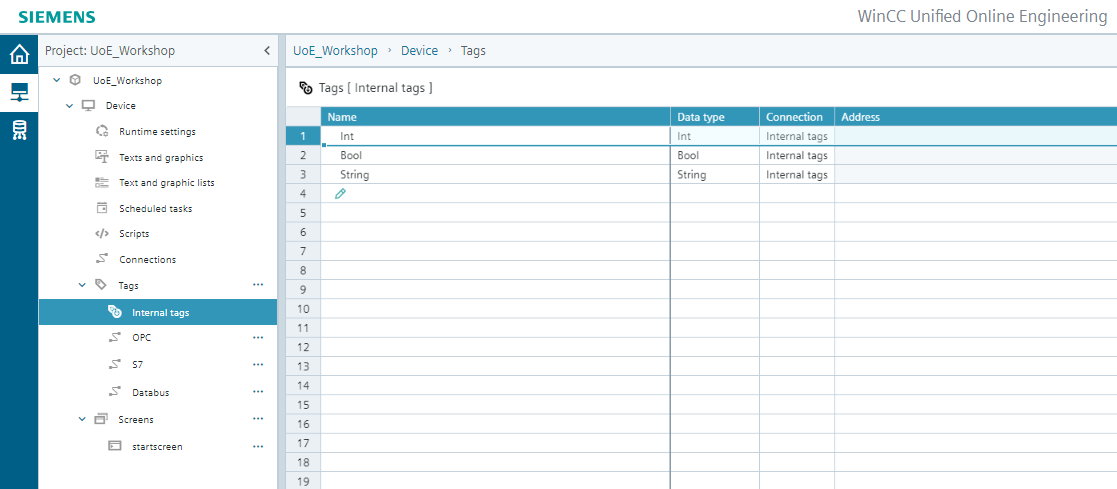 SIEMENS
WinCC Unified Online Engineering
Project: UoE_Workshop
UoE_Workshop
Device
Runtime settings
Texts and graphics
Text and graphic lists
Scheduled tasks
Scripts
Connections
Tags
Internal tags
OPC
S7
Databus
Screens
startscreen
UoE_Workshop › Device › Tags
Tags [ Internal tags ]
Name Data type Connection Address
1 Int Int Internal tags
2 Bool Bool Internal tags
3 String String Internal tags
4
5
6
7
8
9
10
11
12
13
14
15
16
17
18
19